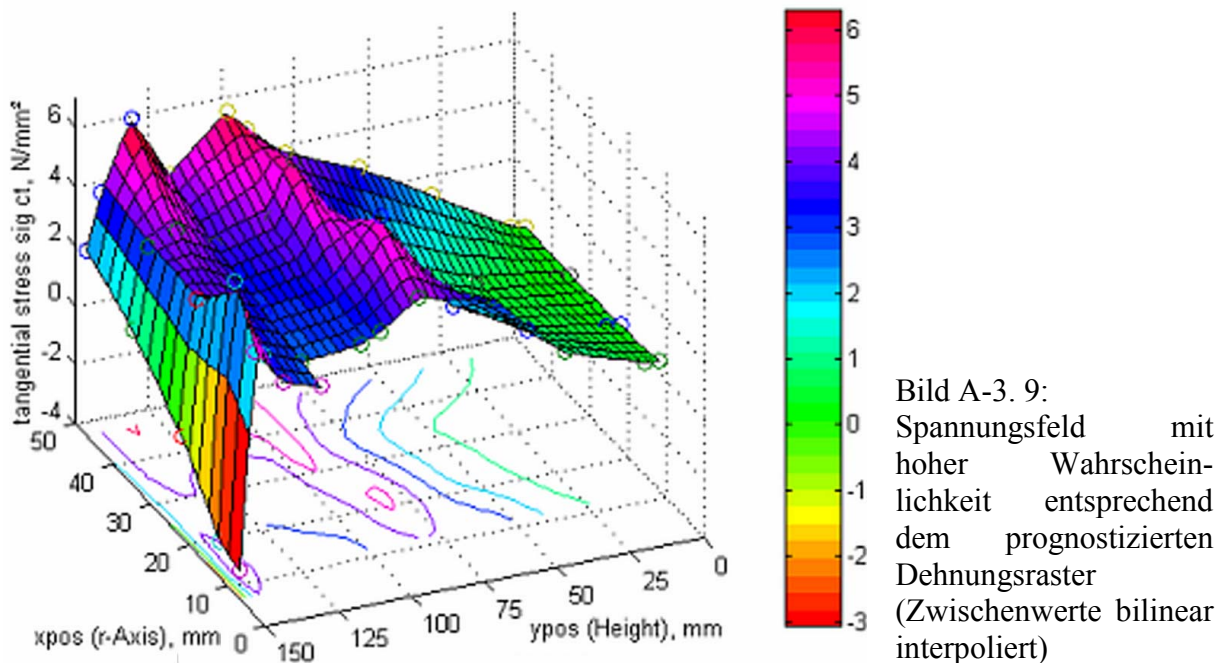 tangential stress sig ct, N/mm²
6
4
2
0
-2
-4
50
40
30
20
10
0
xpos (r-Axis), mm
150
125
100
75
50
25
0
ypos (Height), mm
6
5
4
3
2
1
0
-1
-2
-3
Bild A-3. 9:
Spannungsfeld mit
hoher Wahrschein-
lichkeit entsprechend
dem prognostizierten
Dehnungsraster
(Zwischenwerte bilinear
interpoliert)